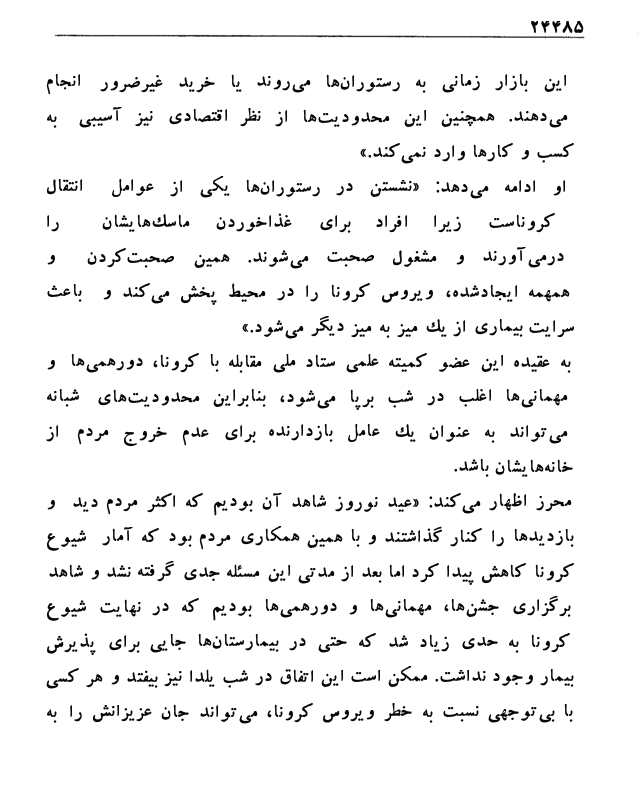 ۲۴۴۸۵
این بازار زمانی به رستوران‌ها می‌روند یا خرید غیرضرور انجام
می‌دهند. همچنین این محدودیت‌ها از نظر اقتصادی نیز آسیبی به
کسب و کارها وارد نمی‌کند.»
او ادامه می‌دهد: «نشستن در رستوران‌ها یکی از عوامل انتقال
کروناست زیرا افراد برای غذاخوردن ماسك‌هایشان را
درمی‌آورند و مشغول صحبت می‌شوند. همین صحبت‌کردن و
همهمه ایجادشده، ویروس کرونا را در محیط پخش می‌کند و باعث
سرایت بیماری از یك میز به میز دیگر می‌شود.»
به عقیده این عضو کمیته علمی ستاد ملی مقابله با کرونا، دورهمی‌ها و
مهمانی‌ها اغلب در شب برپا می‌شود، بنابراین محدودیت‌های شبانه
می‌تواند به عنوان یك عامل بازدارنده برای عدم خروج مردم از
خانه‌هایشان باشد.
محرز اظهار می‌کند: «عید نوروز شاهد آن بودیم که اکثر مردم دید و
بازدیدها را کنار گذاشتند و با همین همکاری مردم بود که آمار شیوع
کرونا کاهش پیدا کرد اما بعد از مدتی این مسئله جدی گرفته نشد و شاهد
برگزاری جشن‌ها، مهمانی‌ها و دورهمی‌ها بودیم که در نهایت شیوع
کرونا به حدی زیاد شد که حتی در بیمارستان‌ها جایی برای پذیرش
بیمار وجود نداشت. ممکن است این اتفاق در شب یلدا نیز بیفتد و هر کسی
با بی‌توجهی نسبت به خطر ویروس کرونا، می‌تواند جان عزیزانش را به